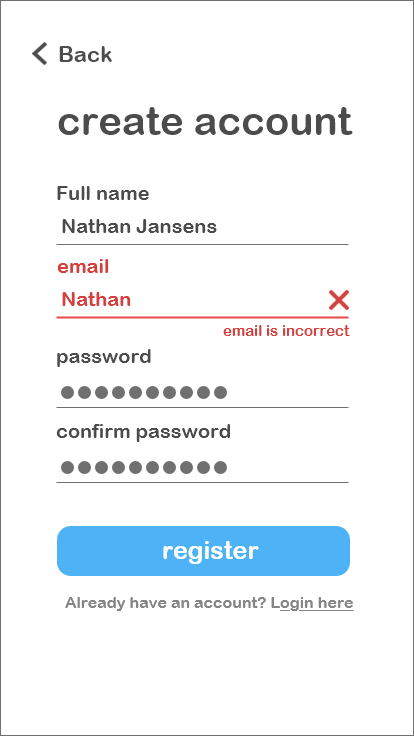 Back
create account
Full name
Nathan Jansens
email
Nathan
email is incorrect
password
confirm password
register
Already have an account? Login here